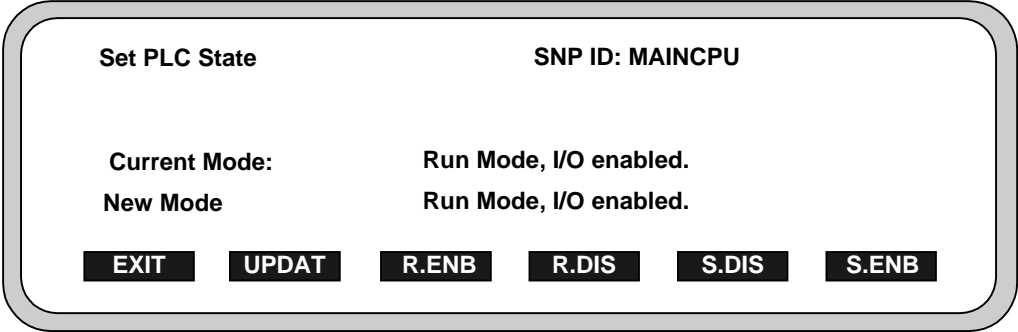 Set PLC State SNP ID: MAINCPU
Current Mode: Run Mode, I/O enabled.
New Mode Run Mode, I/O enabled.
EXIT UPDAT R.ENB R.DIS S.DIS S.ENB